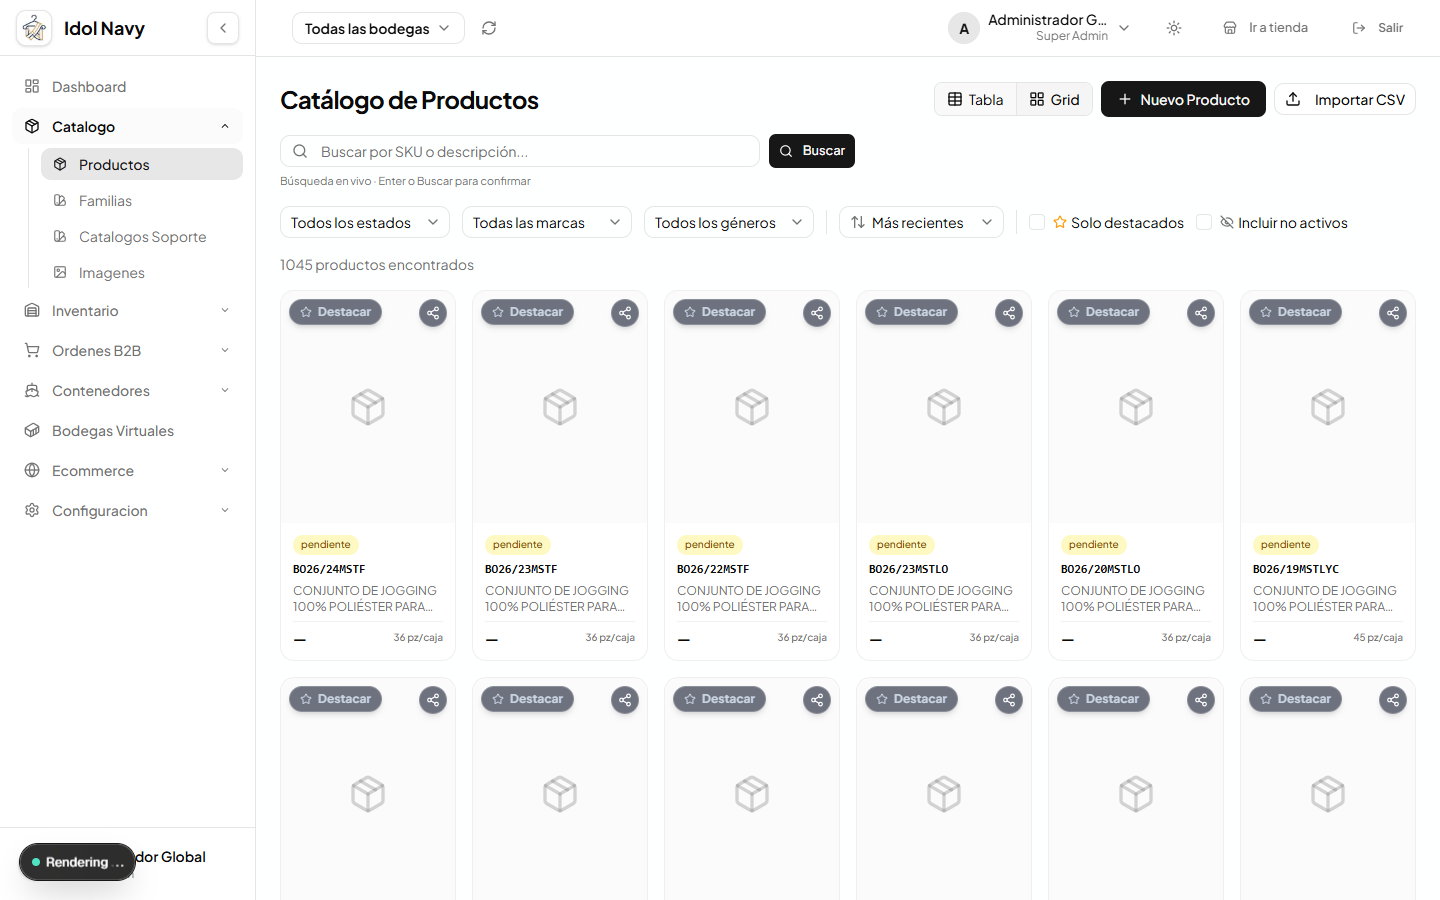 Idol Navy
Todas las bodegas
A
Administrador G...
Super Admin
Ir a tienda
Salir
Dashboard
Catalogo
Productos
Familias
Catalogos Soporte
Imagenes
Inventario
Ordenes B2B
Contenedores
Bodegas Virtuales
Ecommerce
Configuracion
Rendering ...
dor Global
Catálogo de Productos
Tabla
Grid
Nuevo Producto
Importar CSV
Buscar por SKU o descripción...
Buscar
Búsqueda en vivo · Enter o Buscar para confirmar
Todos los estados
Todas las marcas
Todos los géneros
Más recientes
Solo destacados
Incluir no activos
1045 productos encontrados
Destacar
Destacar
Destacar
Destacar
Destacar
Destacar
pendiente
BO26/24MSTF
CONJUNTO DE JOGGING
100% POLIÉSTER PARA...
—
36 pz/caja
pendiente
BO26/23MSTF
CONJUNTO DE JOGGING
100% POLIÉSTER PARA...
—
36 pz/caja
pendiente
BO26/22MSTF
CONJUNTO DE JOGGING
100% POLIÉSTER PARA...
—
36 pz/caja
pendiente
BO26/23MSTLO
CONJUNTO DE JOGGING
100% POLIÉSTER PARA...
—
36 pz/caja
pendiente
BO26/20MSTLO
CONJUNTO DE JOGGING
100% POLIÉSTER PARA...
—
36 pz/caja
pendiente
BO26/19MSTLYC
CONJUNTO DE JOGGING
100% POLIÉSTER PARA...
—
45 pz/caja
Destacar
Destacar
Destacar
Destacar
Destacar
Destacar